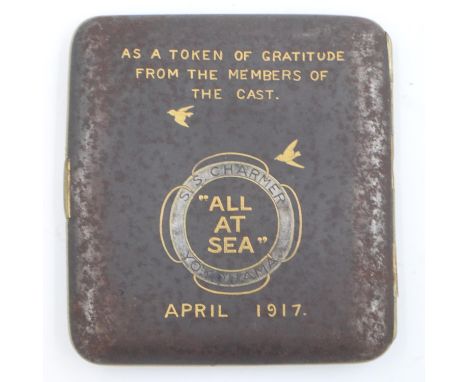 AS A TOKEN OF GRATITUDE
FROM THE MEMBERS OF
THE CAST.
S.S. CHARMER
"ALL
AT
SEA"
YOKOHAMA
APRIL 1917.